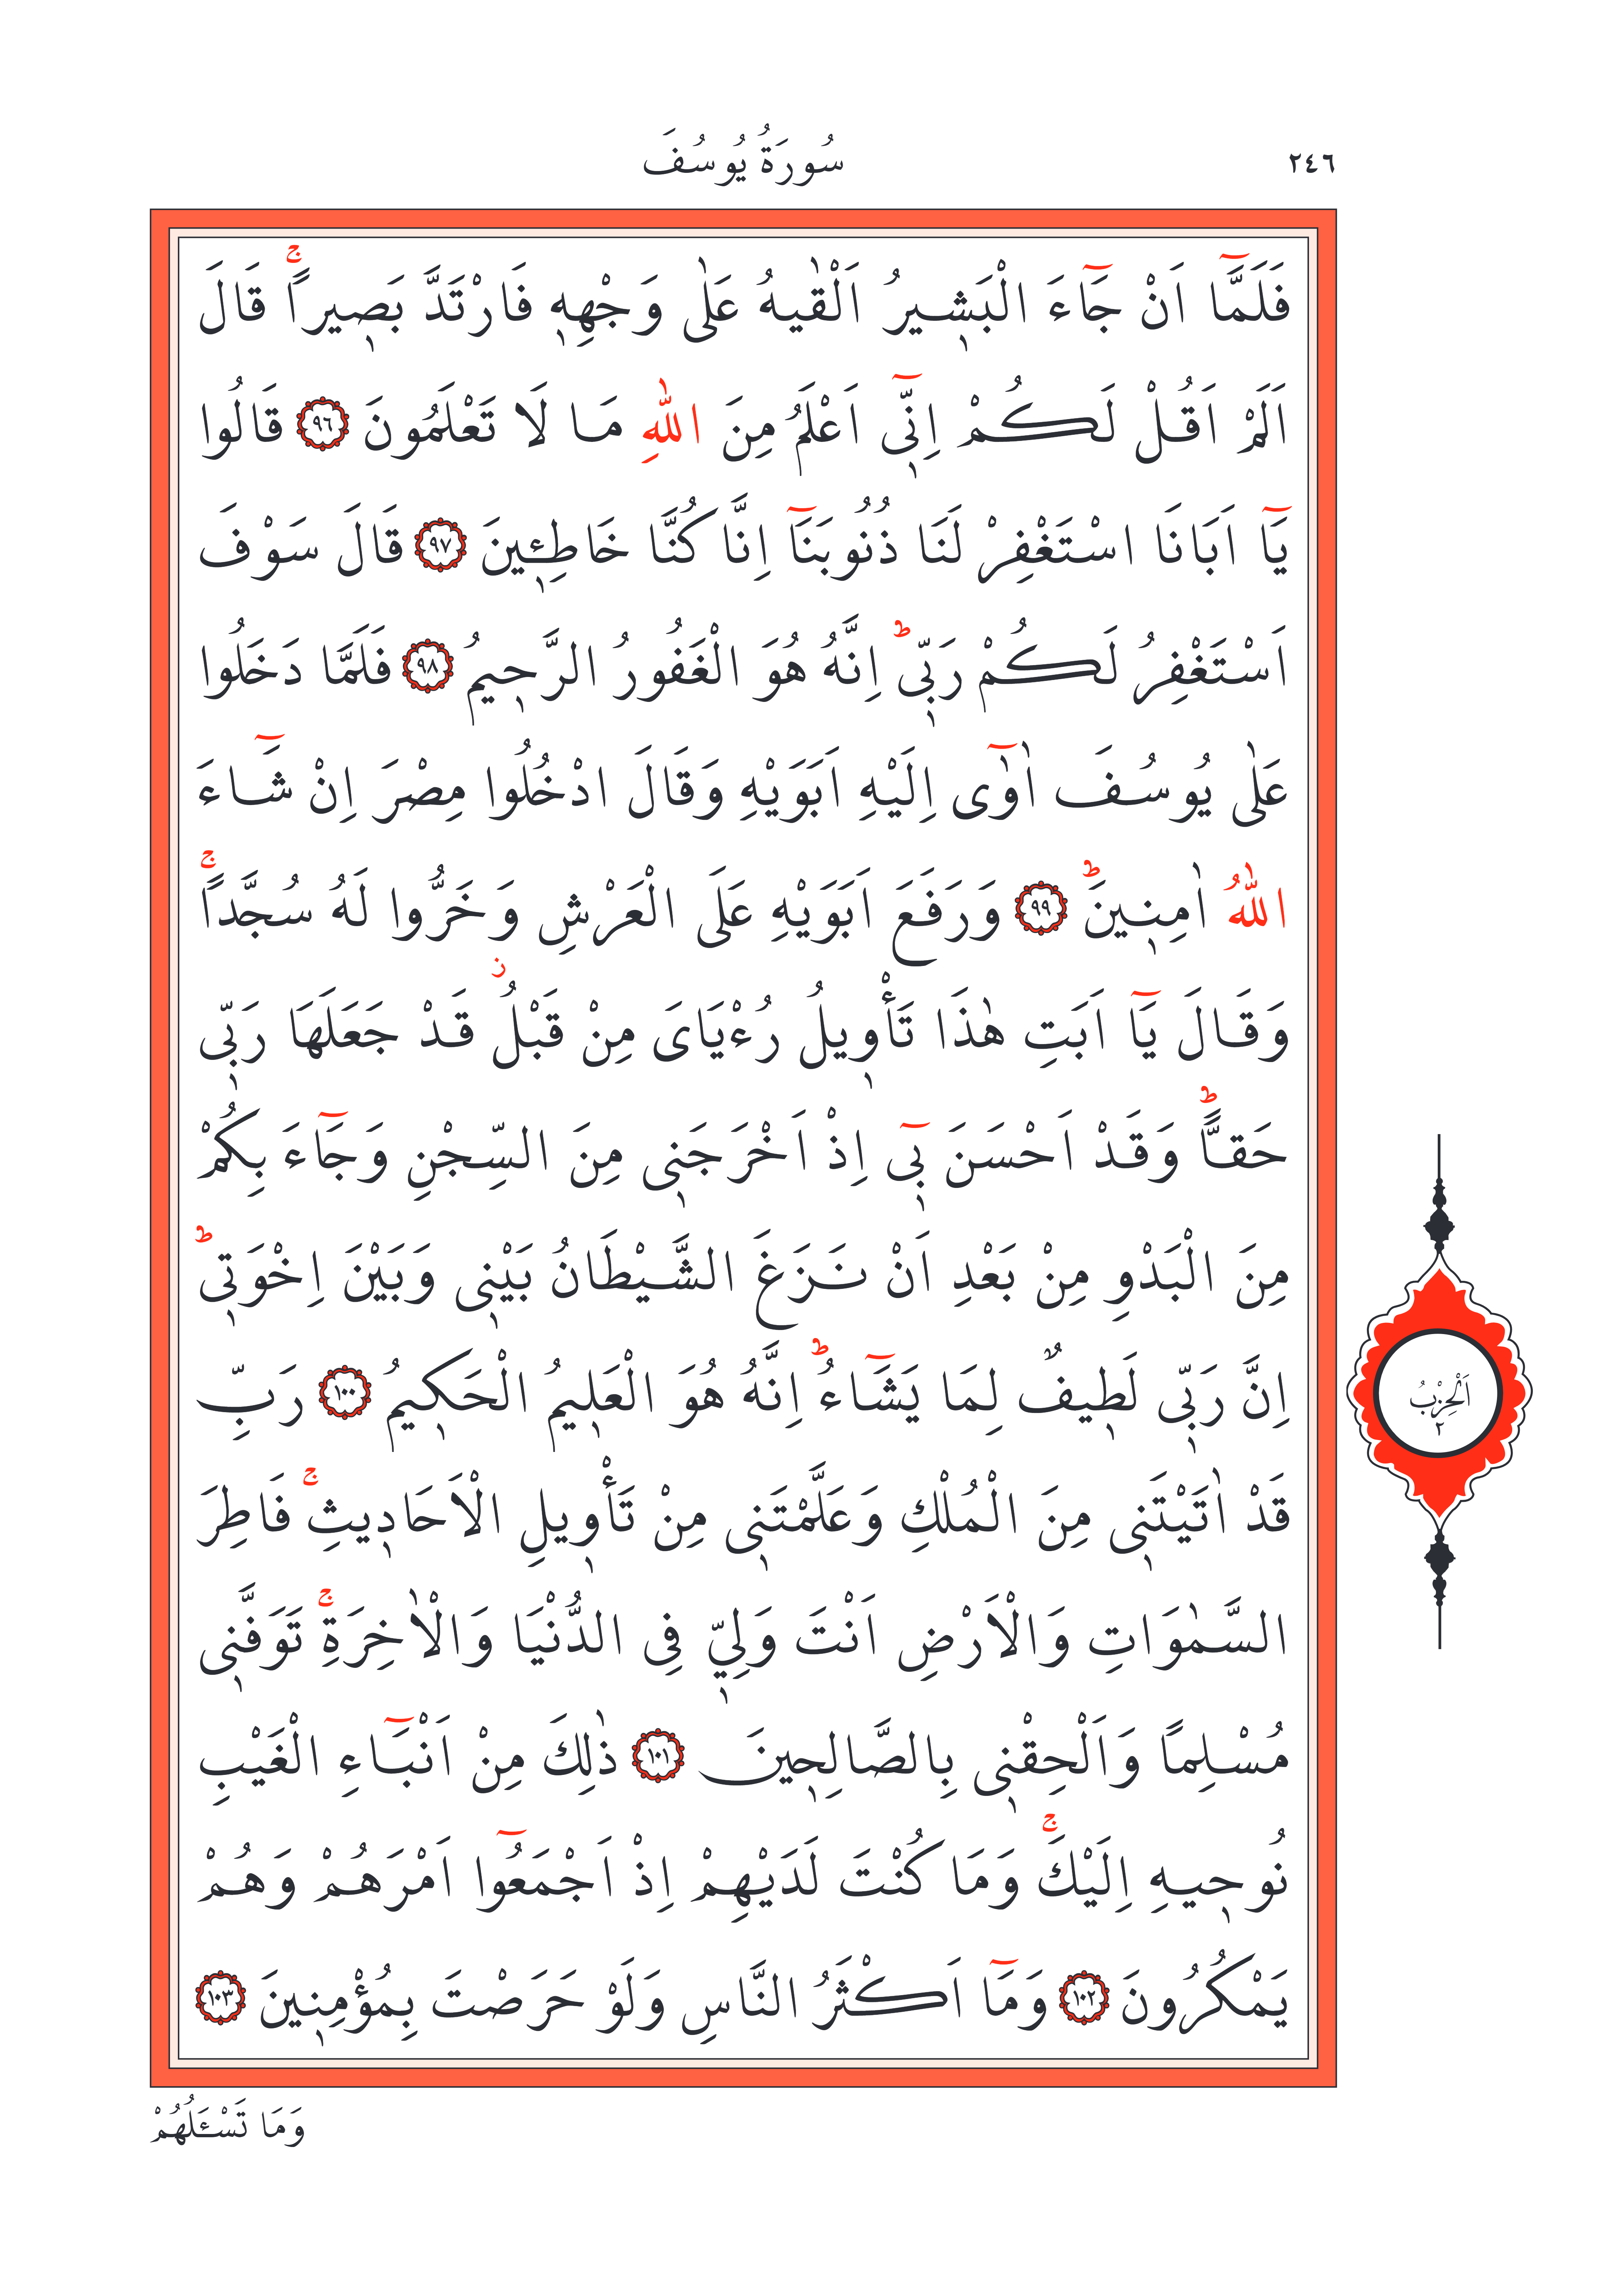 ٢٤٦
سُورَةُ يُوسُفَ
فَلَمَّٓا اَنْ جَٓاءَ الْبَش۪يرُ اَلْقٰيهُ عَلٰى وَجْهِه۪ فَارْتَدَّ بَص۪يراًۚ قَالَ
اَلَمْ اَقُلْ لَكُمْ اِنّ۪ٓى اَعْلَمُ مِنَ اللّٰهِ مَا لَا تَعْلَمُونَ ﴿٩٦﴾ قَالُوا
يَٓا اَبَانَا اسْتَغْفِرْ لَنَا ذُنُوبَنَٓا اِنَّا كُنَّا خَاطِـ۪ٔينَ ﴿٩٧﴾ قَالَ سَوْفَ
اَسْتَغْفِرُ لَكُمْ رَبّ۪ىۜ اِنَّهُ هُوَ الْغَفُورُ الرَّح۪يمُ ﴿٩٨﴾ فَلَمَّا دَخَلُوا
عَلٰى يُوسُفَ اٰوٰٓى اِلَيْهِ اَبَوَيْهِ وَقَالَ ادْخُلُوا مِصْرَ اِنْ شَٓاءَ
اللّٰهُ اٰمِن۪ينَۜ ﴿٩٩﴾ وَرَفَعَ اَبَوَيْهِ عَلَى الْعَرْشِ وَخَرُّوا لَهُ سُجَّداًۚ
وَقَالَ يَٓا اَبَتِ هٰذَا تَأْو۪يلُ رُءْيَاىَ مِنْ قَبْلُۘ قَدْ جَعَلَهَا رَبّ۪ى
حَقاًّۜ وَقَدْ اَحْسَنَ ب۪ٓى اِذْ اَخْرَجَن۪ى مِنَ السِّجْنِ وَجَٓاءَ بِكُمْ
مِنَ الْبَدْوِ مِنْ بَعْدِ اَنْ نَزَغَ الشَّيْطَانُ بَيْن۪ى وَبَيْنَ اِخْوَت۪ىۜ
اِنَّ رَبّ۪ى لَط۪يفٌ لِمَا يَشَٓاءُۜ اِنَّهُ هُوَ الْعَل۪يمُ الْحَك۪يمُ ﴿١٠٠﴾ رَبِّ
قَدْ اٰتَيْتَن۪ى مِنَ الْمُلْكِ وَعَلَّمْتَن۪ى مِنْ تَأْو۪يلِ الْاَحَاد۪يثِۚ فَاطِرَ
السَّمٰوَاتِ وَالْاَرْضِ اَنْتَ وَلِيّ۪ فِى الدُّنْيَا وَالْاٰخِرَةِۚ تَوَفَّن۪ى
مُسْلِماً وَاَلْحِقْن۪ى بِالصَّالِح۪ينَ ﴿١٠١﴾ ذٰلِكَ مِنْ اَنْبَٓاءِ الْغَيْبِ
نُوح۪يهِ اِلَيْكَۚ وَمَا كُنْتَ لَدَيْهِمْ اِذْ اَجْمَعُٓوا اَمْرَهُمْ وَهُمْ
يَمْكُرُونَ ﴿١٠٢﴾ وَمَٓا اَكْثَرُ النَّاسِ وَلَوْ حَرَصْتَ بِمُؤْمِن۪ينَ ﴿١٠٣﴾
اَلْحِزْبُ
٢
وَمَا تَسْـَٔلُهُمْ